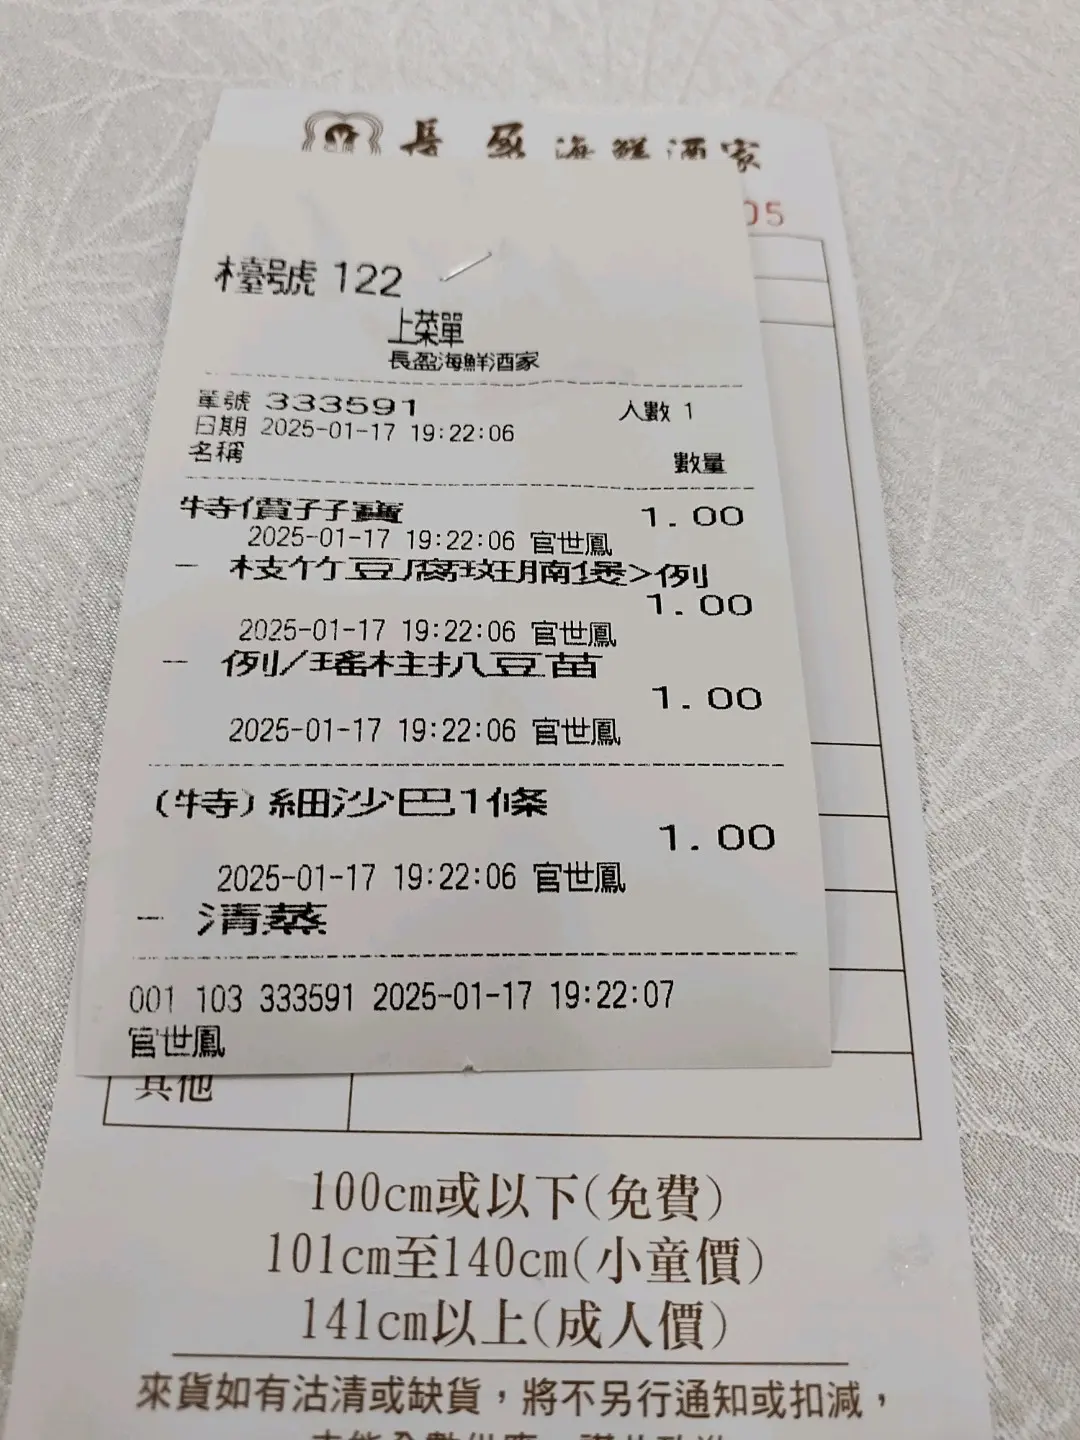 長盈海鮮酒家
05
檯號 122
上菜單
長盈海鮮酒家
單號 333591 人數 1
日期 2025-01-17 19:22:06
名稱 數量
特價孖寶 1.00
2025-01-17 19:22:06 官世鳳
- 枝竹豆腐斑腩煲>例
1.00
2025-01-17 19:22:06 官世鳳
- 例/瑤柱扒豆苗
1.00
2025-01-17 19:22:06 官世鳳
(特)細沙巴1條
1.00
2025-01-17 19:22:06 官世鳳
- 清蒸
001 103 333591 2025-01-17 19:22:07
官世鳳
其他
100cm或以下(免費)
101cm至140cm(小童價)
141cm以上(成人價)
來貨如有沽清或缺貨，將不另行通知或扣減，